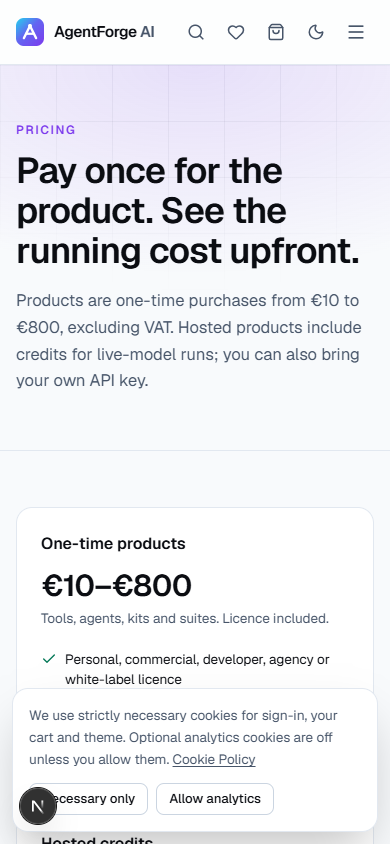 AgentForge AI
PRICING
Pay once for the
product. See the
running cost upfront.
Products are one-time purchases from €10 to
€800, excluding VAT. Hosted products include
credits for live-model runs; you can also bring
your own API key.
One-time products
€10–€800
Tools, agents, kits and suites. Licence included.
Personal, commercial, developer, agency or
white-label licence
We use strictly necessary cookies for sign-in, your
cart and theme. Optional analytics cookies are off
unless you allow them. Cookie Policy
N
only
Allow analytics
Hosted credits